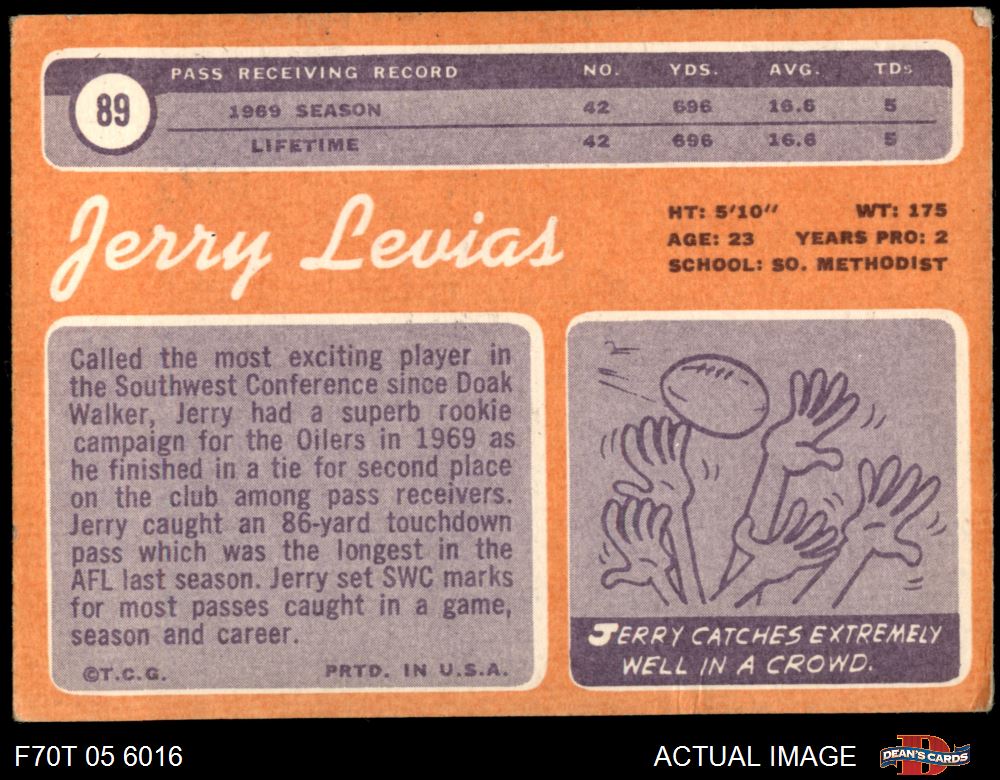 PASS RECEIVING RECORD NO. YDS. AVG. TDs
89
1969 SEASON 42 696 16.6 5
LIFETIME 42 696 16.6 5
Jerry Levias
HT: 5'10" WT: 175
AGE: 23 YEARS PRO: 2
SCHOOL: SO. METHODIST
Called the most exciting player in
the Southwest Conference since Doak
Walker, Jerry had a superb rookie
campaign for the Oilers in 1969 as
he finished in a tie for second place
on the club among pass receivers.
Jerry caught an 86-yard touchdown
pass which was the longest in the
AFL last season. Jerry set SWC marks
for most passes caught in a game,
season and career.
©T.C.G. PRTD. IN U.S.A.
JERRY CATCHES EXTREMELY
WELL IN A CROWD.
F70T 05 6016 ACTUAL IMAGE DEAN'S CARDS